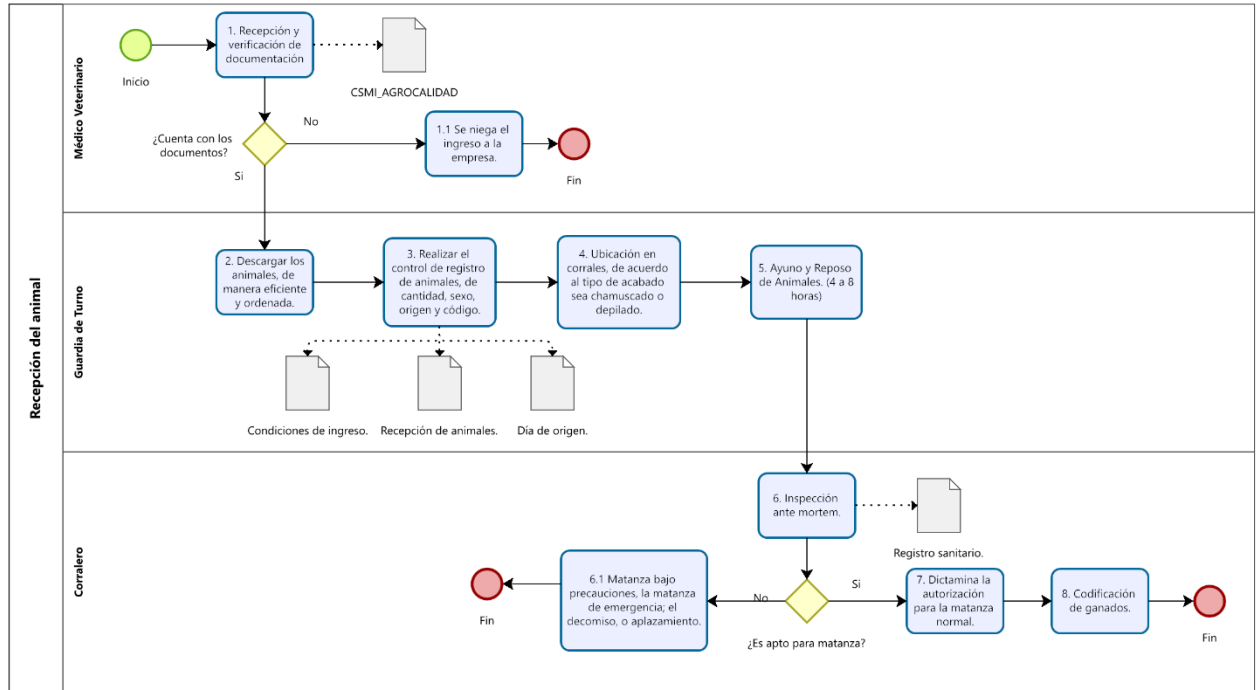 Recepción del animal
Médico Veterinario
Inicio
1. Recepción y
verificación de
documentación
CSMI_AGROCALIDAD
¿Cuenta con los
documentos?
No
Si
1.1 Se niega el
ingreso a la
empresa.
Fin
Guardia de Turno
2. Descargar los
animales, de
manera eficiente
y ordenada.
3. Realizar el
control de registro
de animales, de
cantidad, sexo,
origen y código.
4. Ubicación en
corrales, de acuerdo
al tipo de acabado
sea chamuscado o
depilado.
5. Ayuno y Reposo
de Animales. (4 a 8
horas)
Condiciones de ingreso.
Recepción de animales.
Día de origen.
Corralero
6. Inspección
ante mortem.
Registro sanitario.
¿Es apto para matanza?
No
Si
6.1 Matanza bajo
precauciones, la matanza
de emergencia; el
decomiso, o aplazamiento.
Fin
7. Dictamina la
autorización
para la matanza
normal.
8. Codificación
de ganados.
Fin